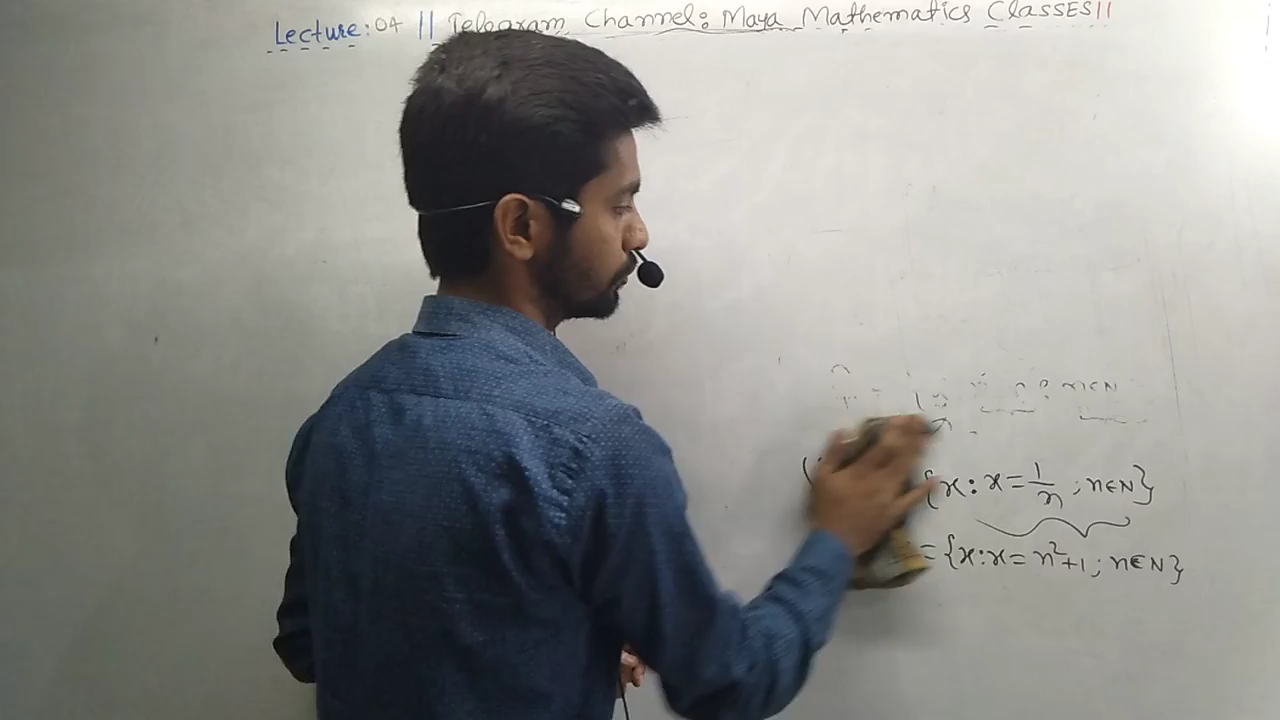 Lecture: 04 || Telegram Channel: Maya Mathematics Classes||
n∈N
{x: x=1/n ; n∈N}
={x:x= n²+1; n∈N}